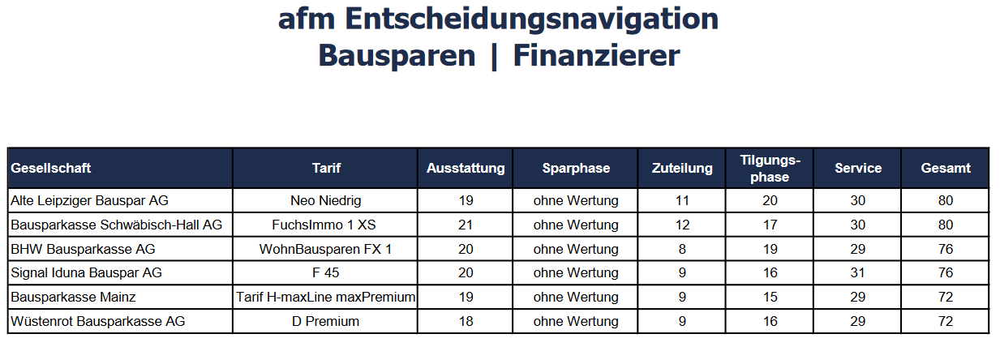 afm Entscheidungsnavigation
Bausparen | Finanzierer
Gesellschaft Tarif Ausstattung Sparphase Zuteilung Tilgungs-phase Service Gesamt
Alte Leipziger Bauspar AG Neo Niedrig 19 ohne Wertung 11 20 30 80
Bausparkasse Schwäbisch-Hall AG FuchsImmo 1 XS 21 ohne Wertung 12 17 30 80
BHW Bausparkasse AG WohnBausparen FX 1 20 ohne Wertung 8 19 29 76
Signal Iduna Bauspar AG F 45 20 ohne Wertung 9 16 31 76
Bausparkasse Mainz Tarif H-maxLine maxPremium 19 ohne Wertung 9 15 29 72
Wüstenrot Bausparkasse AG D Premium 18 ohne Wertung 9 16 29 72